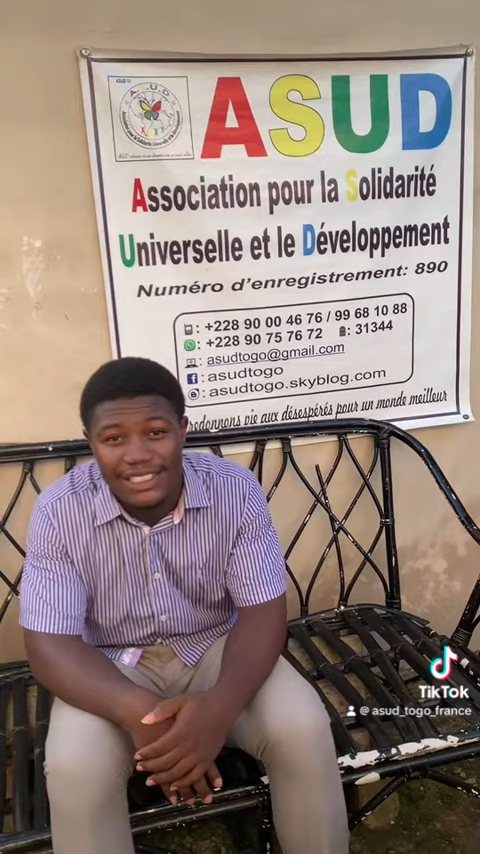 ASUD
Association pour la Solidarité
Universelle et le Développement
Numéro d'enregistrement: 890
: +228 90 00 46 76 / 99 68 10 88
: +228 90 75 76 72 : 31344
: asudtogo@gmail.com
: asudtogo
: asudtogo.skyblog.com
redonnons vie aux désespérés pour un monde meilleur
TikTok
@ asud_togo_france